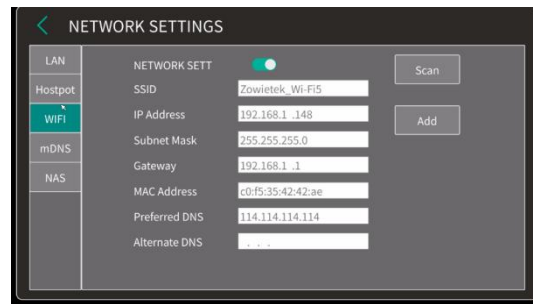 NETWORK SETTINGS
LAN
Hostpot
WIFI
mDNS
NAS
NETWORK SETT
SSID Zowietek_Wi-Fi5
IP Address 192.168.1 .148
Subnet Mask 255.255.255.0
Gateway 192.168.1 .1
MAC Address c0:f5:35:42:42:ae
Preferred DNS 114.114.114.114
Alternate DNS . . .
Scan
Add